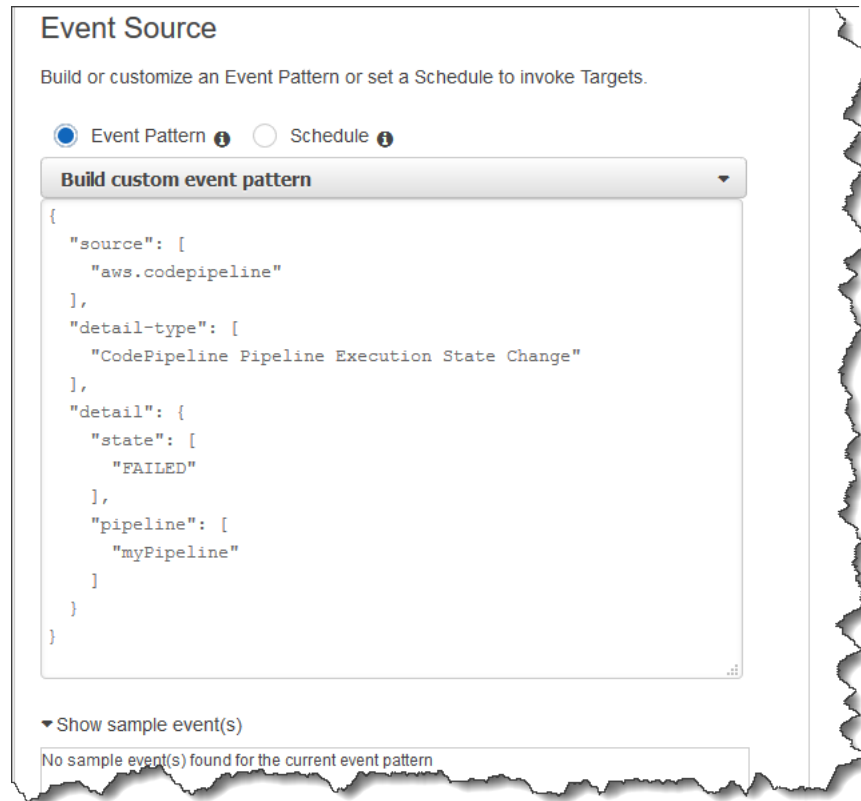 Event Source
Build or customize an Event Pattern or set a Schedule to invoke Targets.
Event Pattern Schedule
Build custom event pattern
{
  "source": [
    "aws.codepipeline"
  ],
  "detail-type": [
    "CodePipeline Pipeline Execution State Change"
  ],
  "detail": {
    "state": [
      "FAILED"
    ],
    "pipeline": [
      "myPipeline"
    ]
  }
}
Show sample event(s)
No sample event(s) found for the current event pattern